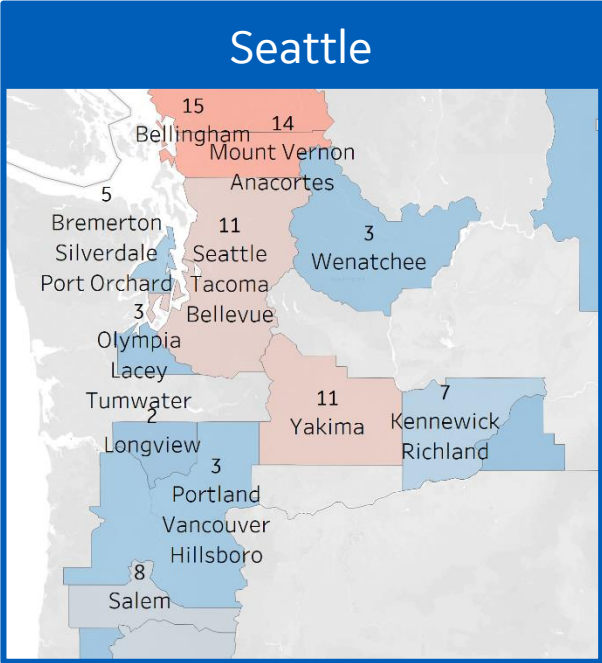 Seattle
15
Bellingham
14
Mount Vernon
Anacortes
5
Bremerton
Silverdale
Port Orchard
11
Seattle
Tacoma
Bellevue
3
Wenatchee
3
Olympia
Lacey
Tumwater
2
Longview
11
Yakima
7
Kennewick
Richland
3
Portland
Vancouver
Hillsboro
8
Salem